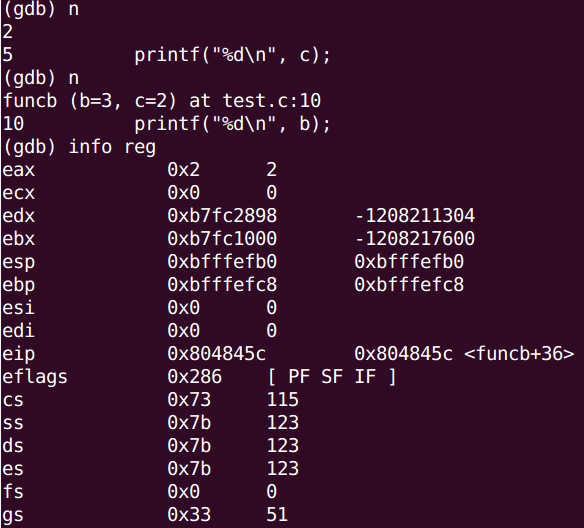 (gdb) n
2
5           printf("%d\n", c);
(gdb) n
funcb (b=3, c=2) at test.c:10
10          printf("%d\n", b);
(gdb) info reg
eax            0x2      2
ecx            0x0      0
edx            0xb7fc2898       -1208211304
ebx            0xb7fc1000       -1208217600
esp            0xbfffefb0       0xbfffefb0
ebp            0xbfffefc8       0xbfffefc8
esi            0x0      0
edi            0x0      0
eip            0x804845c        0x804845c <funcb+36>
eflags         0x286    [ PF SF IF ]
cs             0x73     115
ss             0x7b     123
ds             0x7b     123
es             0x7b     123
fs             0x0      0
gs             0x33     51